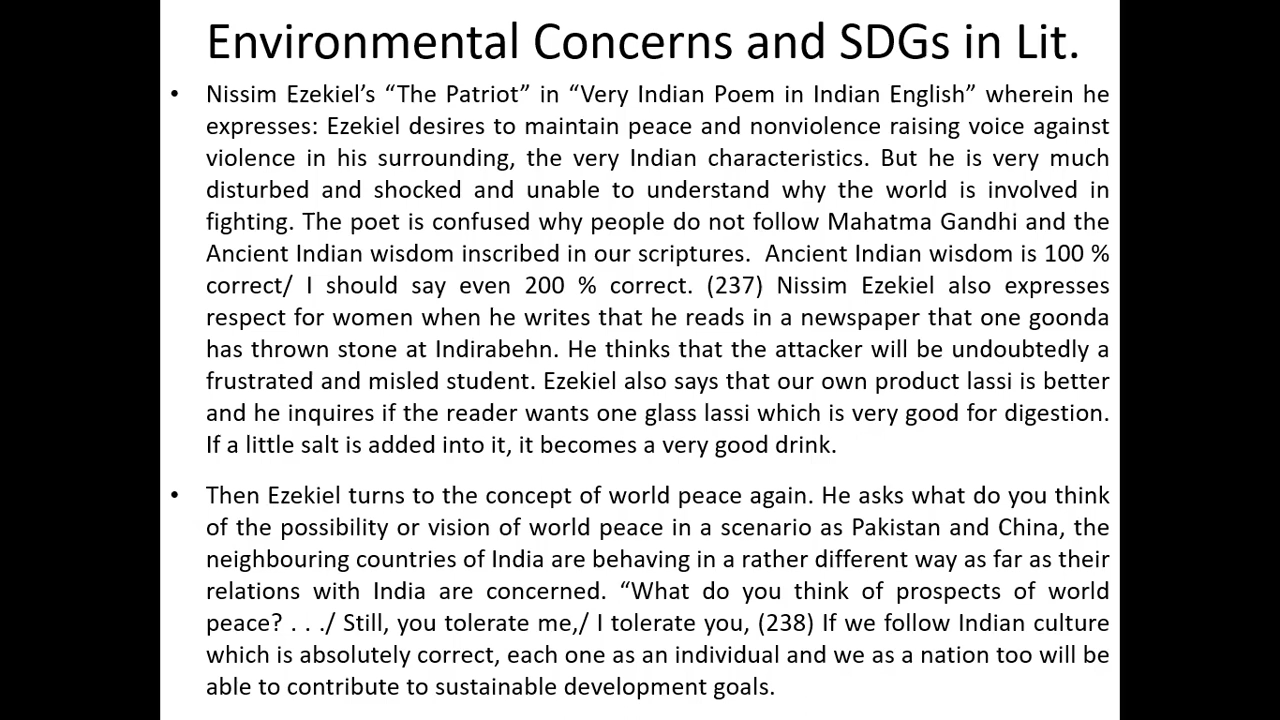 Environmental Concerns and SDGs in Lit.
• Nissim Ezekiel’s “The Patriot” in “Very Indian Poem in Indian English” wherein he
expresses: Ezekiel desires to maintain peace and nonviolence raising voice against
violence in his surrounding, the very Indian characteristics. But he is very much
disturbed and shocked and unable to understand why the world is involved in
fighting. The poet is confused why people do not follow Mahatma Gandhi and the
Ancient Indian wisdom inscribed in our scriptures.  Ancient Indian wisdom is 100 %
correct/ I should say even 200 % correct. (237) Nissim Ezekiel also expresses
respect for women when he writes that he reads in a newspaper that one goonda
has thrown stone at Indirabehn. He thinks that the attacker will be undoubtedly a
frustrated and misled student. Ezekiel also says that our own product lassi is better
and he inquires if the reader wants one glass lassi which is very good for digestion.
If a little salt is added into it, it becomes a very good drink.
• Then Ezekiel turns to the concept of world peace again. He asks what do you think
of the possibility or vision of world peace in a scenario as Pakistan and China, the
neighbouring countries of India are behaving in a rather different way as far as their
relations with India are concerned. “What do you think of prospects of world
peace? . . ./ Still, you tolerate me,/ I tolerate you, (238) If we follow Indian culture
which is absolutely correct, each one as an individual and we as a nation too will be
able to contribute to sustainable development goals.